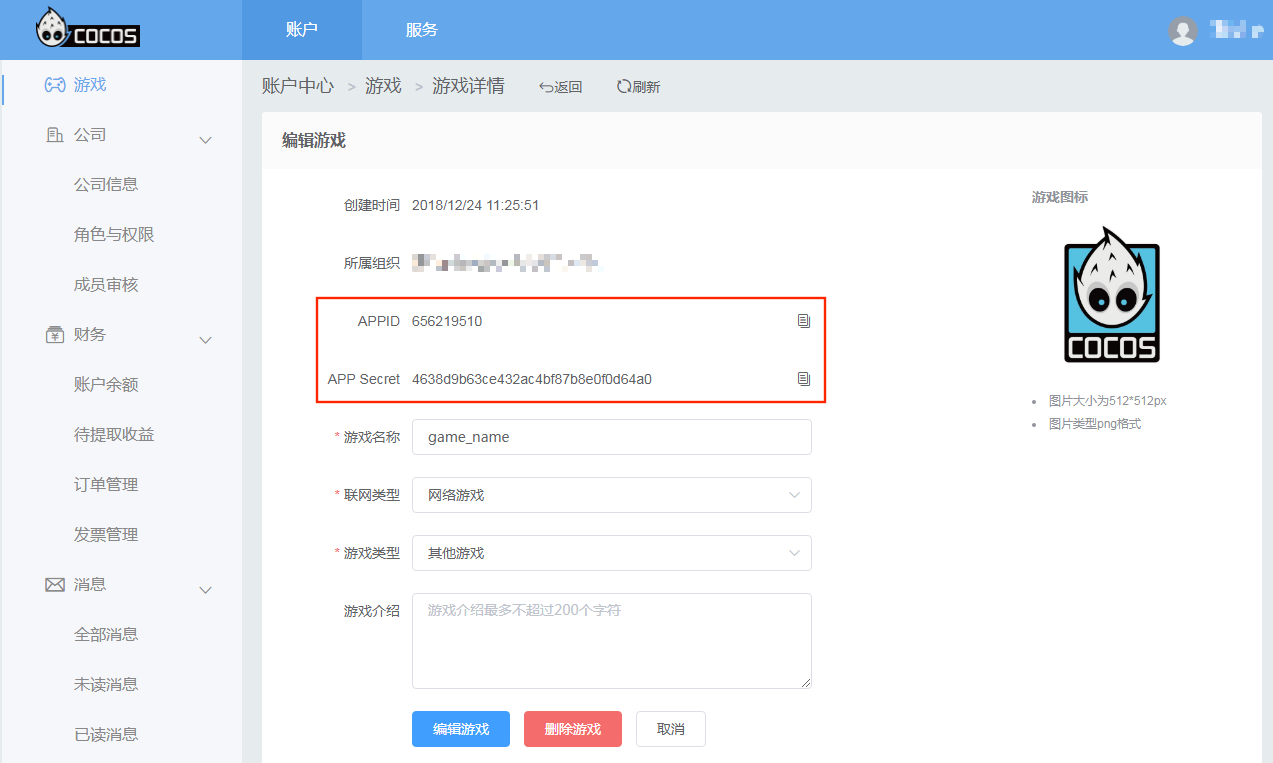 COCOS
账户
服务
游戏
公司
公司信息
角色与权限
成员审核
财务
账户余额
待提取收益
订单管理
发票管理
消息
全部消息
未读消息
已读消息
账户中心 > 游戏 > 游戏详情 返回 刷新
编辑游戏
创建时间 2018/12/24 11:25:51
所属组织
APPID 656219510
APP Secret 4638d9b63ce432ac4bf87b8e0f0d64a0
* 游戏名称 game_name
* 联网类型 网络游戏
* 游戏类型 其他游戏
游戏介绍 游戏介绍最多不超过200个字符
编辑游戏 删除游戏 取消
游戏图标
COCOS
• 图片大小为512*512px
• 图片类型png格式